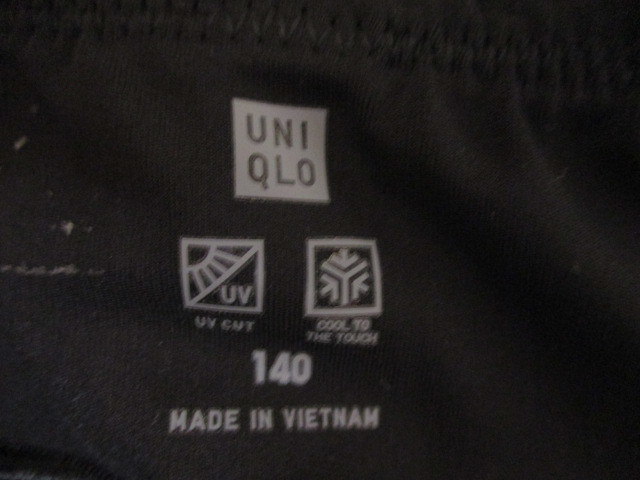 UNI
QLO
UV
UV CUT
COOL TO
THE TOUCH
140
MADE IN VIETNAM